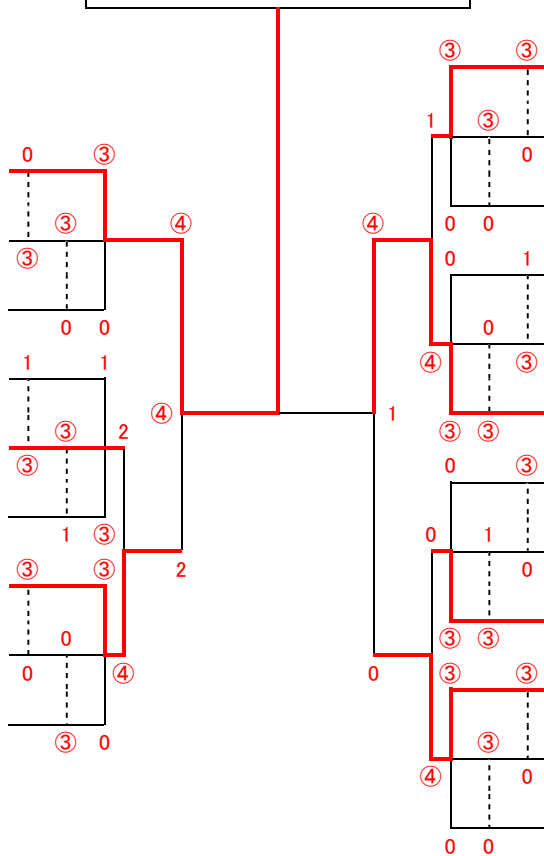 ③ ③
1 ③
0 ③ 0
③ ④ ④ 0 0
③ 0 1
0 0 0
④ ③
1 1
③ 2 ④ 1 ③ ③
③ 0 ③
1 ③ 0 1
③ ③ 2 0
0 ③ ③
0 ④ 0 ③ ③
③ 0 ③
④ 0
0 0